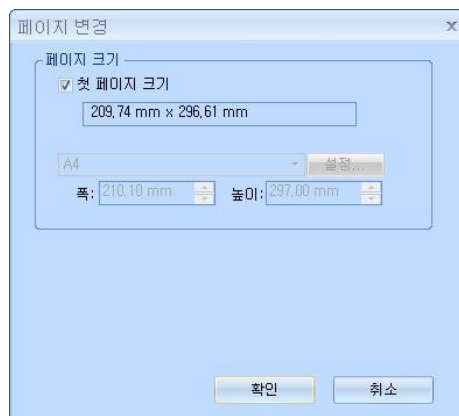 페이지 변경
페이지 크기
첫 페이지 크기
209,74 mm x 296,61 mm
A4 설정...
폭: 210,10 mm 높이: 297,00 mm
확인 취소